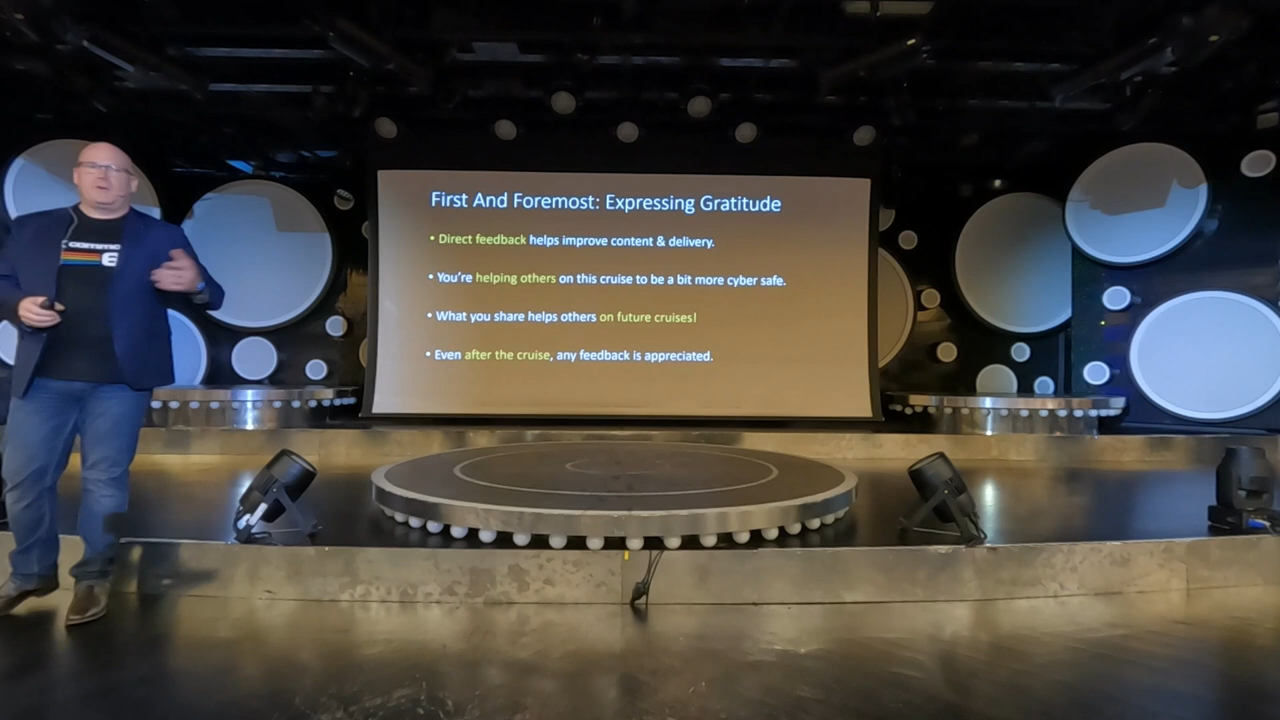 First And Foremost: Expressing Gratitude
• Direct feedback helps improve content & delivery.
• You're helping others on this cruise to be a bit more cyber safe.
• What you share helps others on future cruises!
• Even after the cruise, any feedback is appreciated.
commo
6